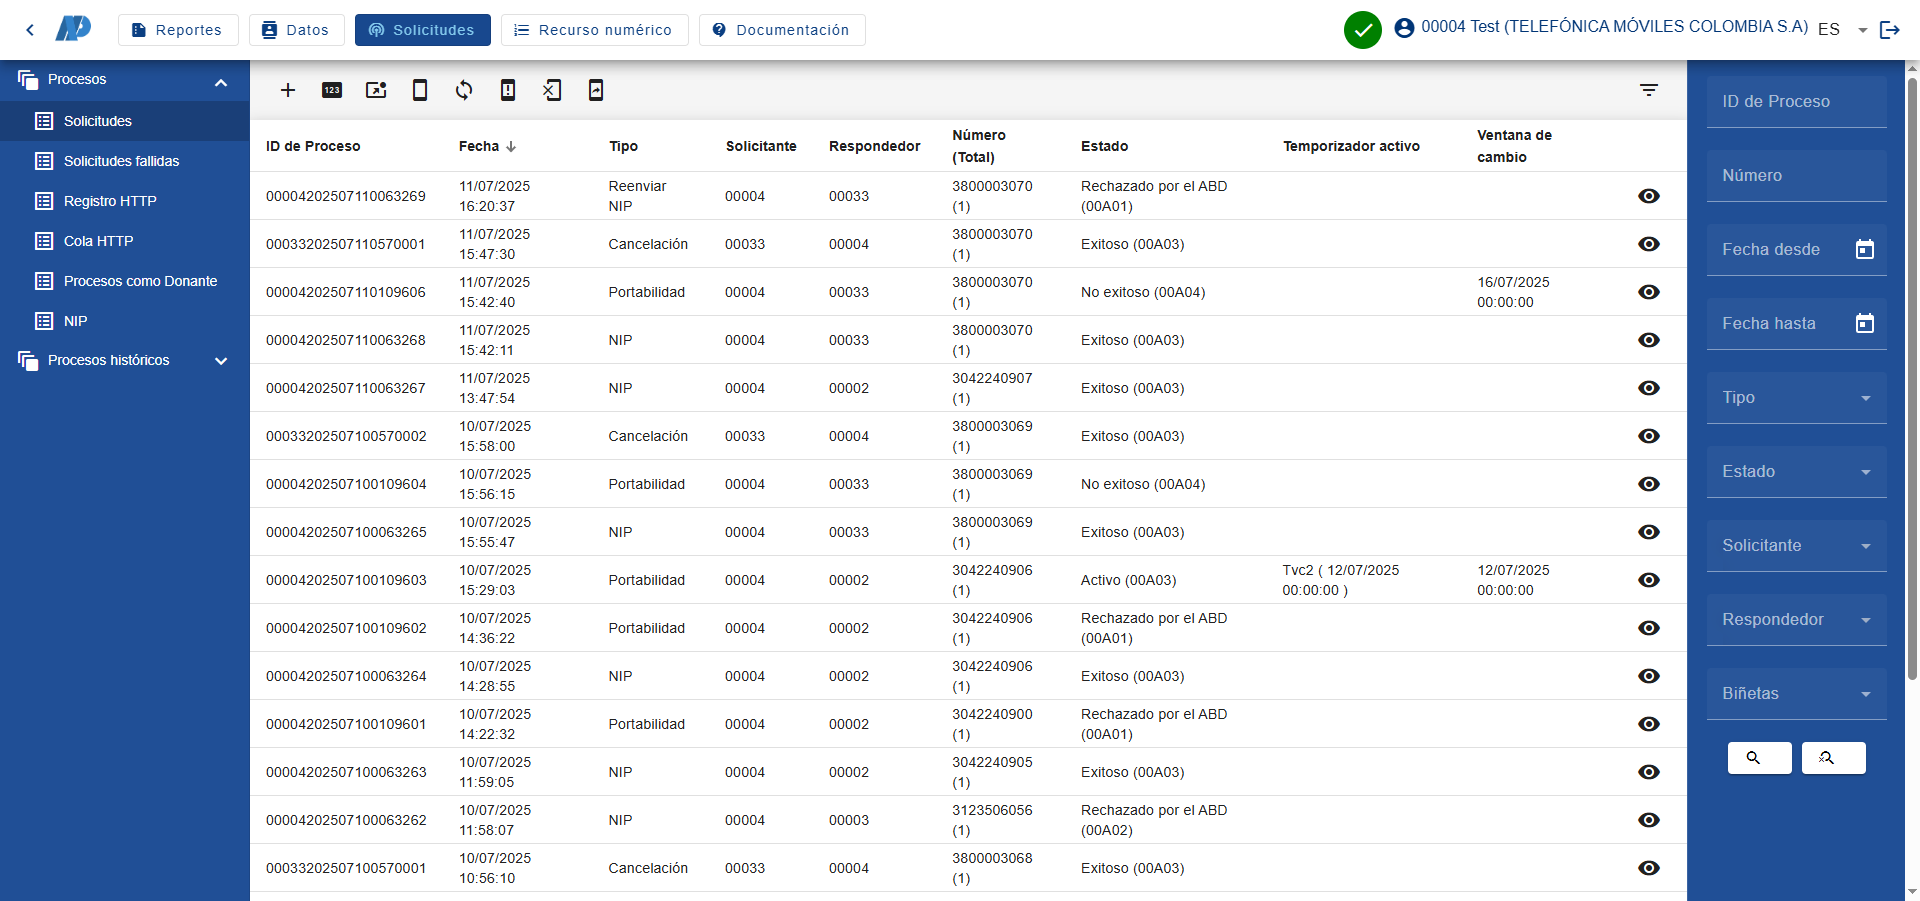 Reportes
Datos
Solicitudes
Recurso numérico
Documentación
00004 Test (TELEFÓNICA MÓVILES COLOMBIA S.A)
ES
Procesos
Solicitudes
Solicitudes fallidas
Registro HTTP
Cola HTTP
Procesos como Donante
NIP
Procesos históricos
123
ID de Proceso Fecha Tipo Solicitante Respondedor Número (Total) Estado Temporizador activo Ventana de cambio
00004202507110063269 11/07/2025 16:20:37 Reenviar NIP 00004 00033 3800003070 (1) Rechazado por el ABD (00A01)
00033202507110570001 11/07/2025 15:47:30 Cancelación 00033 00004 3800003070 (1) Exitoso (00A03)
00004202507110109606 11/07/2025 15:42:40 Portabilidad 00004 00033 3800003070 (1) No exitoso (00A04) 16/07/2025 00:00:00
00004202507110063268 11/07/2025 15:42:11 NIP 00004 00033 3800003070 (1) Exitoso (00A03)
00004202507110063267 11/07/2025 13:47:54 NIP 00004 00002 3042240907 (1) Exitoso (00A03)
00033202507100570002 10/07/2025 15:58:00 Cancelación 00033 00004 3800003069 (1) Exitoso (00A03)
00004202507100109604 10/07/2025 15:56:15 Portabilidad 00004 00033 3800003069 (1) No exitoso (00A04)
00004202507100063265 10/07/2025 15:55:47 NIP 00004 00033 3800003069 (1) Exitoso (00A03)
00004202507100109603 10/07/2025 15:29:03 Portabilidad 00004 00002 3042240906 (1) Activo (00A03) Tvc2 ( 12/07/2025 00:00:00 ) 12/07/2025 00:00:00
00004202507100109602 10/07/2025 14:36:22 Portabilidad 00004 00002 3042240906 (1) Rechazado por el ABD (00A01)
00004202507100063264 10/07/2025 14:28:55 NIP 00004 00002 3042240906 (1) Exitoso (00A03)
00004202507100109601 10/07/2025 14:22:32 Portabilidad 00004 00002 3042240900 (1) Rechazado por el ABD (00A01)
00004202507100063263 10/07/2025 11:59:05 NIP 00004 00002 3042240905 (1) Exitoso (00A03)
00004202507100063262 10/07/2025 11:58:07 NIP 00004 00003 3123506056 (1) Rechazado por el ABD (00A02)
00033202507100570001 10/07/2025 10:56:10 Cancelación 00033 00004 3800003068 (1) Exitoso (00A03)
ID de Proceso
Número
Fecha desde
Fecha hasta
Tipo
Estado
Solicitante
Respondedor
Biñetas